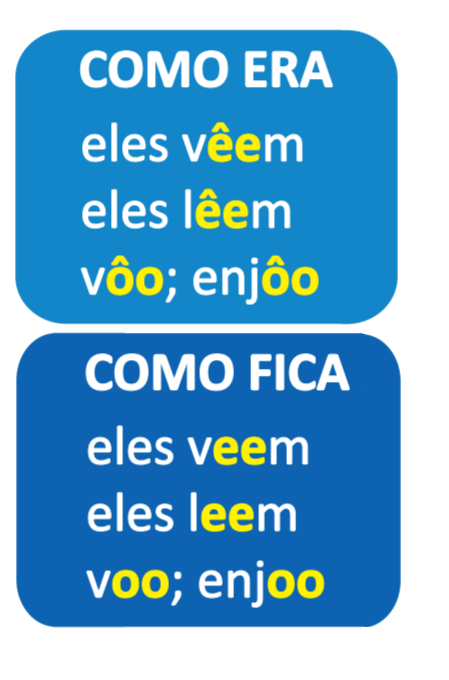 COMO ERA
eles vêem
eles lêem
vôo; enjôo
COMO FICA
eles veem
eles leem
voo; enjoo